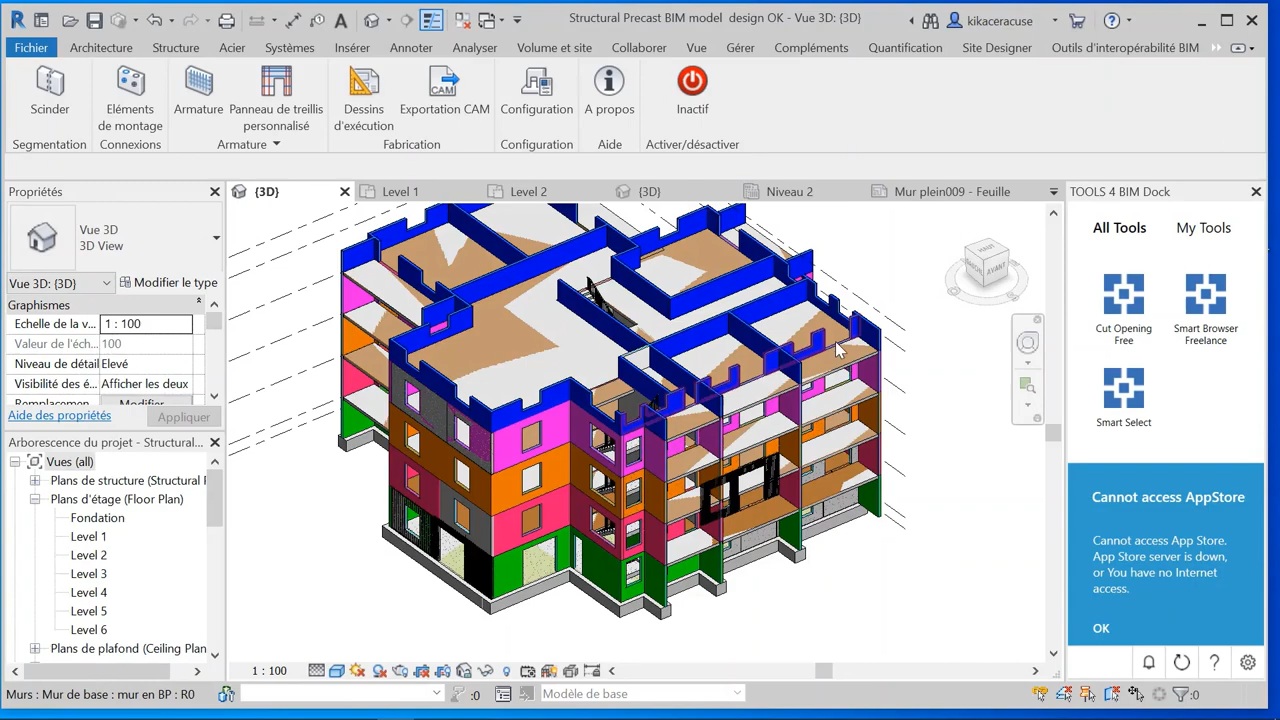 Structural Precast BIM model design OK - Vue 3D: {3D}
kikaceracuse
Fichier Architecture Structure Acier Systèmes Insérer Annoter Analyser Volume et site Collaborer Vue Gérer Compléments Quantification Site Designer Outils d'interopérabilité BIM
Scinder
Eléments de montage
Armature
Panneau de treillis personnalisé
Dessins d'exécution
CAM
Exportation CAM
Configuration
A propos
Inactif
Segmentation Connexions Armature Fabrication Configuration Aide Activer/désactiver
Propriétés
{3D} Level 1 Level 2 {3D} Niveau 2 Mur plein009 - Feuille
TOOLS 4 BIM Dock
Vue 3D
3D View
Vue 3D: {3D} Modifier le type
Graphismes
Echelle de la v... 1 : 100
Valeur de l'éch... 100
Niveau de détail Elevé
Visibilité des é... Afficher les deux
Remplacemen... Modifier...
Aide des propriétés Appliquer
Arborescence du projet - Structural...
Vues (all)
Plans de structure (Structural F
Plans d'étage (Floor Plan)
Fondation
Level 1
Level 2
Level 3
Level 4
Level 5
Level 6
Plans de plafond (Ceiling Plan
HAUT
AVANT
All Tools My Tools
Cut Opening Free
Smart Browser Freelance
Smart Select
Cannot access AppStore
Cannot access App Store.
App Store server is down,
or You have no Internet
access.
OK
1 : 100
Murs : Mur de base : mur en BP : R0
:0
Modèle de base
:0